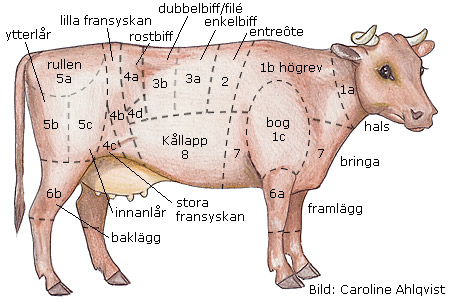 dubbelbiff/filé
lilla fransyskan
enkelbiff
rostbiff
entreôte
ytterlår
rullen
5a
4a
3b
3a
2
1b högrev
1a
hals
5b
5c
4b
4d
4c
Kållapp
8
7
bog
1c
7
bringa
6b
6a
innanlår
stora
fransyskan
framlägg
baklägg
Bild: Caroline Ahlqvist